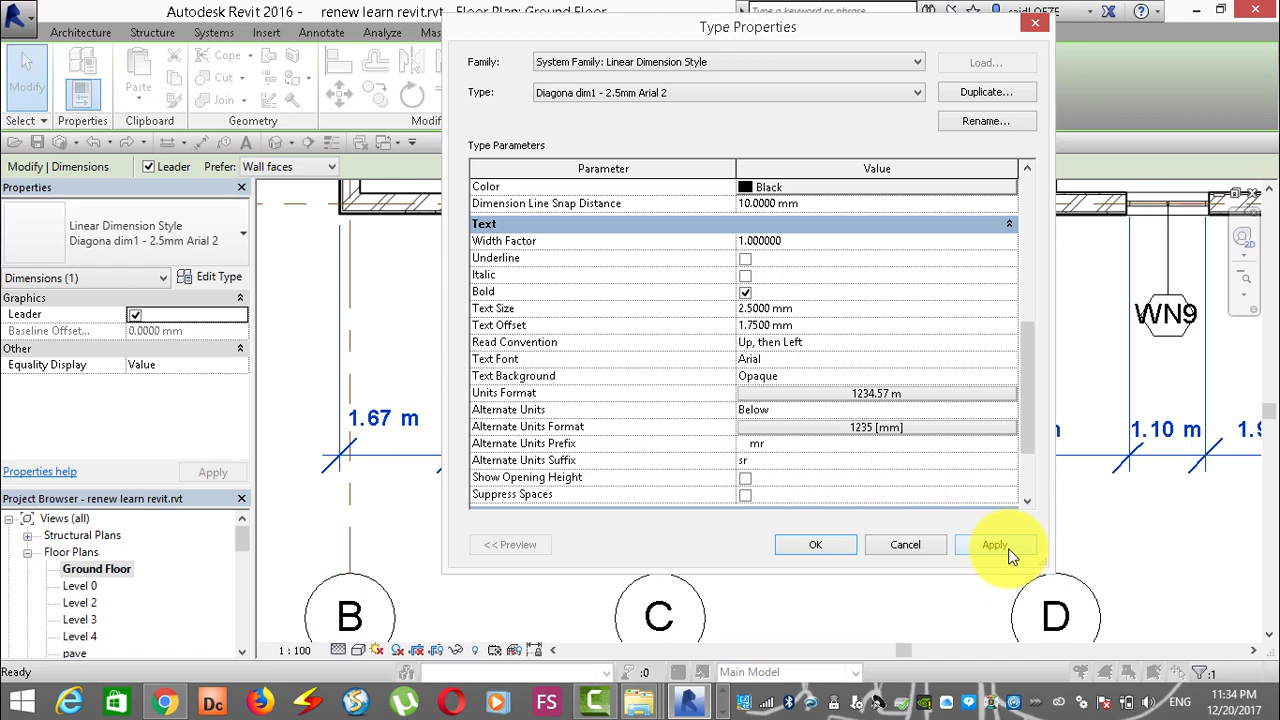 Autodesk Revit 2016 - renew learn revit.rvt - Floor Plan: Ground Floor
Type a keyword or phrase
Architecture Structure Systems Insert Annotate Analyze
Modify
Paste
Cope
Cut
Join
Select Properties Clipboard Geometry
Modify | Dimensions Leader Prefer: Wall faces
Properties
Linear Dimension Style
Diagona dim1 - 2.5mm Arial 2
Dimensions (1) Edit Type
Graphics
Leader
Baseline Offset... 0.0000 mm
Other
Equality Display Value
Properties help Apply
Project Browser - renew learn revit.rvt
Views (all)
Structural Plans
Floor Plans
Ground Floor
Level 0
Level 2
Level 3
Level 4
pave
Type Properties
Family: System Family: Linear Dimension Style Load...
Type: Diagona dim1 - 2.5mm Arial 2 Duplicate...
Rename...
Type Parameters
Parameter Value
Color Black
Dimension Line Snap Distance 10.0000 mm
Text
Width Factor 1.000000
Underline
Italic
Bold
Text Size 2.5000 mm
Text Offset 1.7500 mm
Read Convention Up, then Left
Text Font Arial
Text Background Opaque
Units Format 1234.57 m
Alternate Units Below
Alternate Units Format 1235 [mm]
Alternate Units Prefix mr
Alternate Units Suffix sr
Show Opening Height
Suppress Spaces
<< Preview OK Cancel Apply
1.67 m
WN9
1.10 m
B C D
1 : 100
Ready :0 Main Model :1
ENG
11:34 PM
12/20/2017